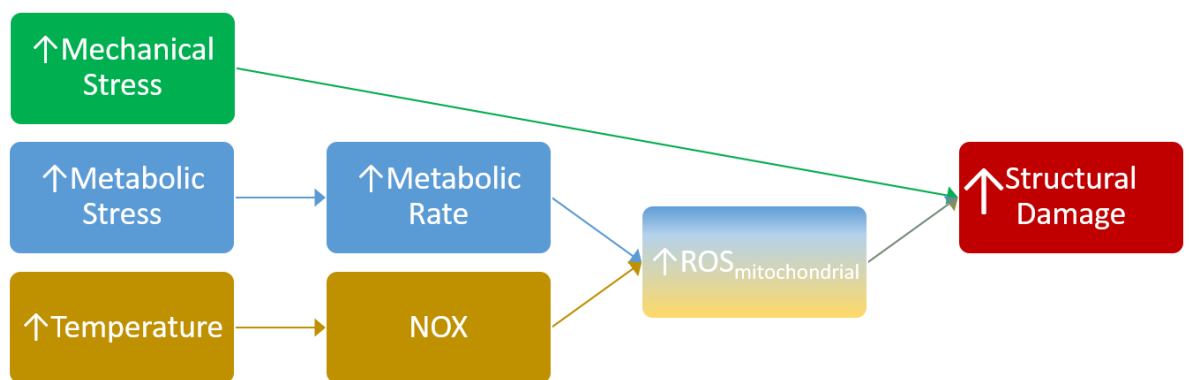 ↑Mechanical
Stress
↑Metabolic
Stress
↑Metabolic
Rate
↑Structural
Damage
↑ROSmitochondrial
↑Temperature
NOX